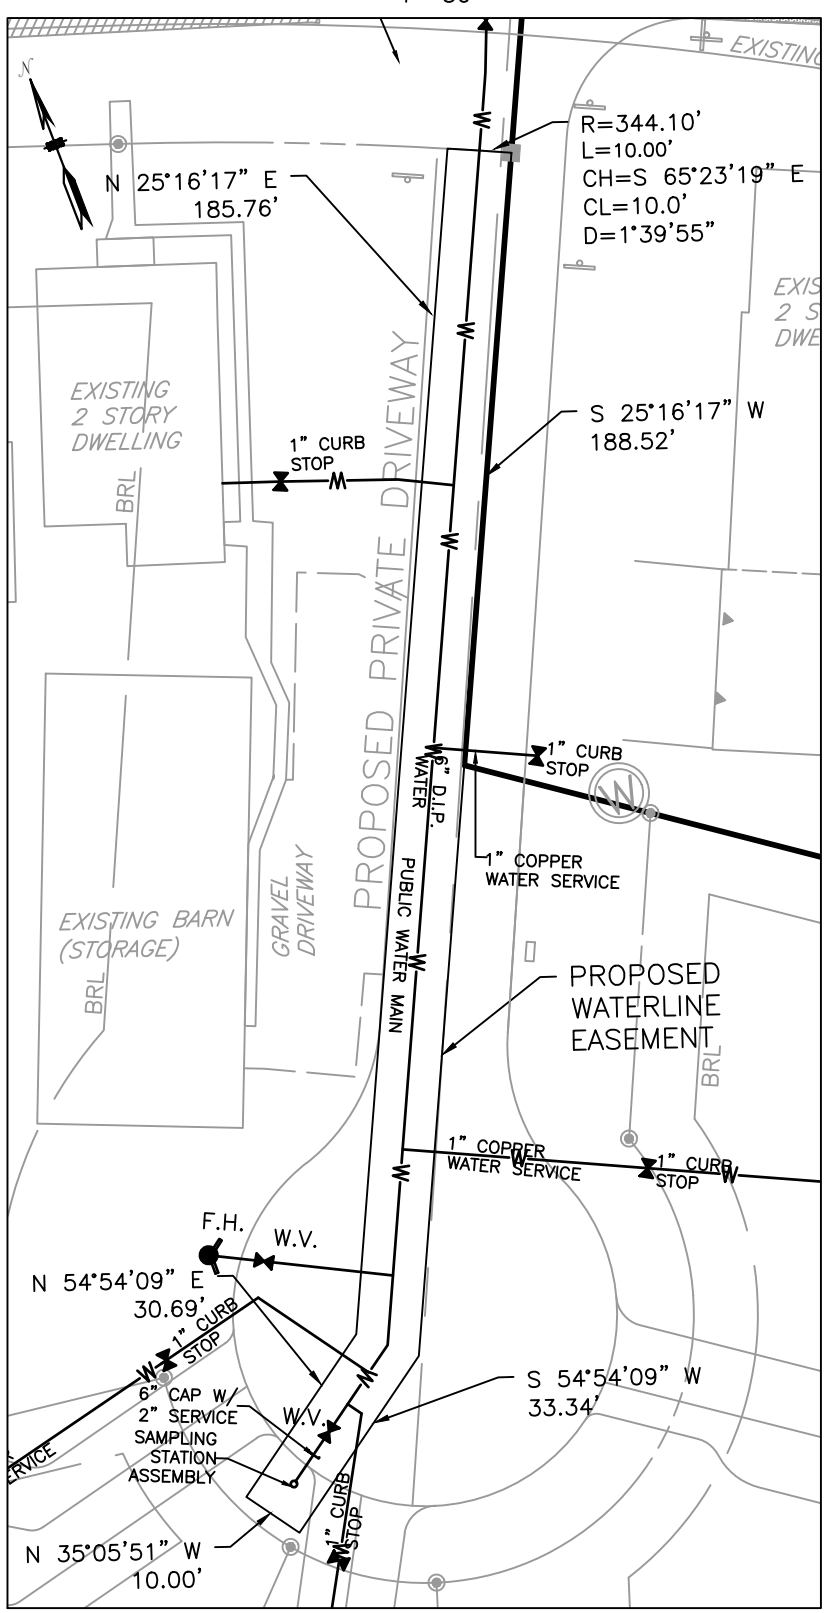 N
EXISTING
R=344.10'
L=10.00'
CH=S 65°23'19" E
CL=10.0'
D=1°39'55"
N 25°16'17" E
185.76'
W
W
EXISTING
2 STORY
DWELLING
BRL
1" CURB
STOP
W
PROPOSED PRIVATE DRIVEWAY
S 25°16'17" W
188.52'
W
W
6" D.I.P.
WATER
1" CURB
STOP
W
1" COPPER
WATER SERVICE
EXISTING BARN
(STORAGE)
GRAVEL
DRIVEWAY
BRL
PUBLIC WATER MAIN
W
PROPOSED
WATERLINE
EASEMENT
BRL
1" COPPER
WATER SERVICE
W
1" CURB
STOP
W
W
F.H.
W.V.
N 54°54'09" E
30.69'
1" CURB
STOP
W
W
6" CAP W/
2" SERVICE
SAMPLING
STATION
ASSEMBLY
W.V.
S 54°54'09" W
33.34'
1" CURB
STOP
W
N 35°05'51" W
10.00'